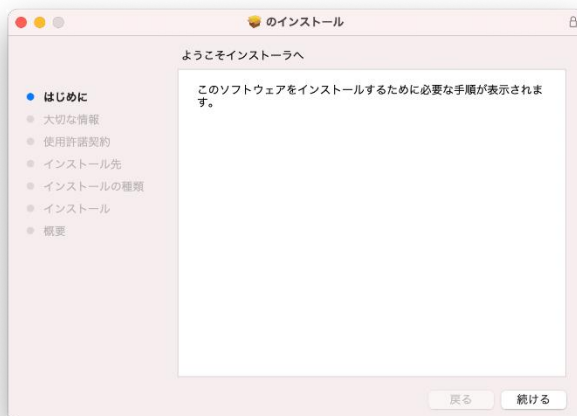 のインストール
ようこそインストーラへ
はじめに
大切な情報
使用許諾契約
インストール先
インストールの種類
インストール
概要
このソフトウェアをインストールするために必要な手順が表示されま
す。
戻る
続ける